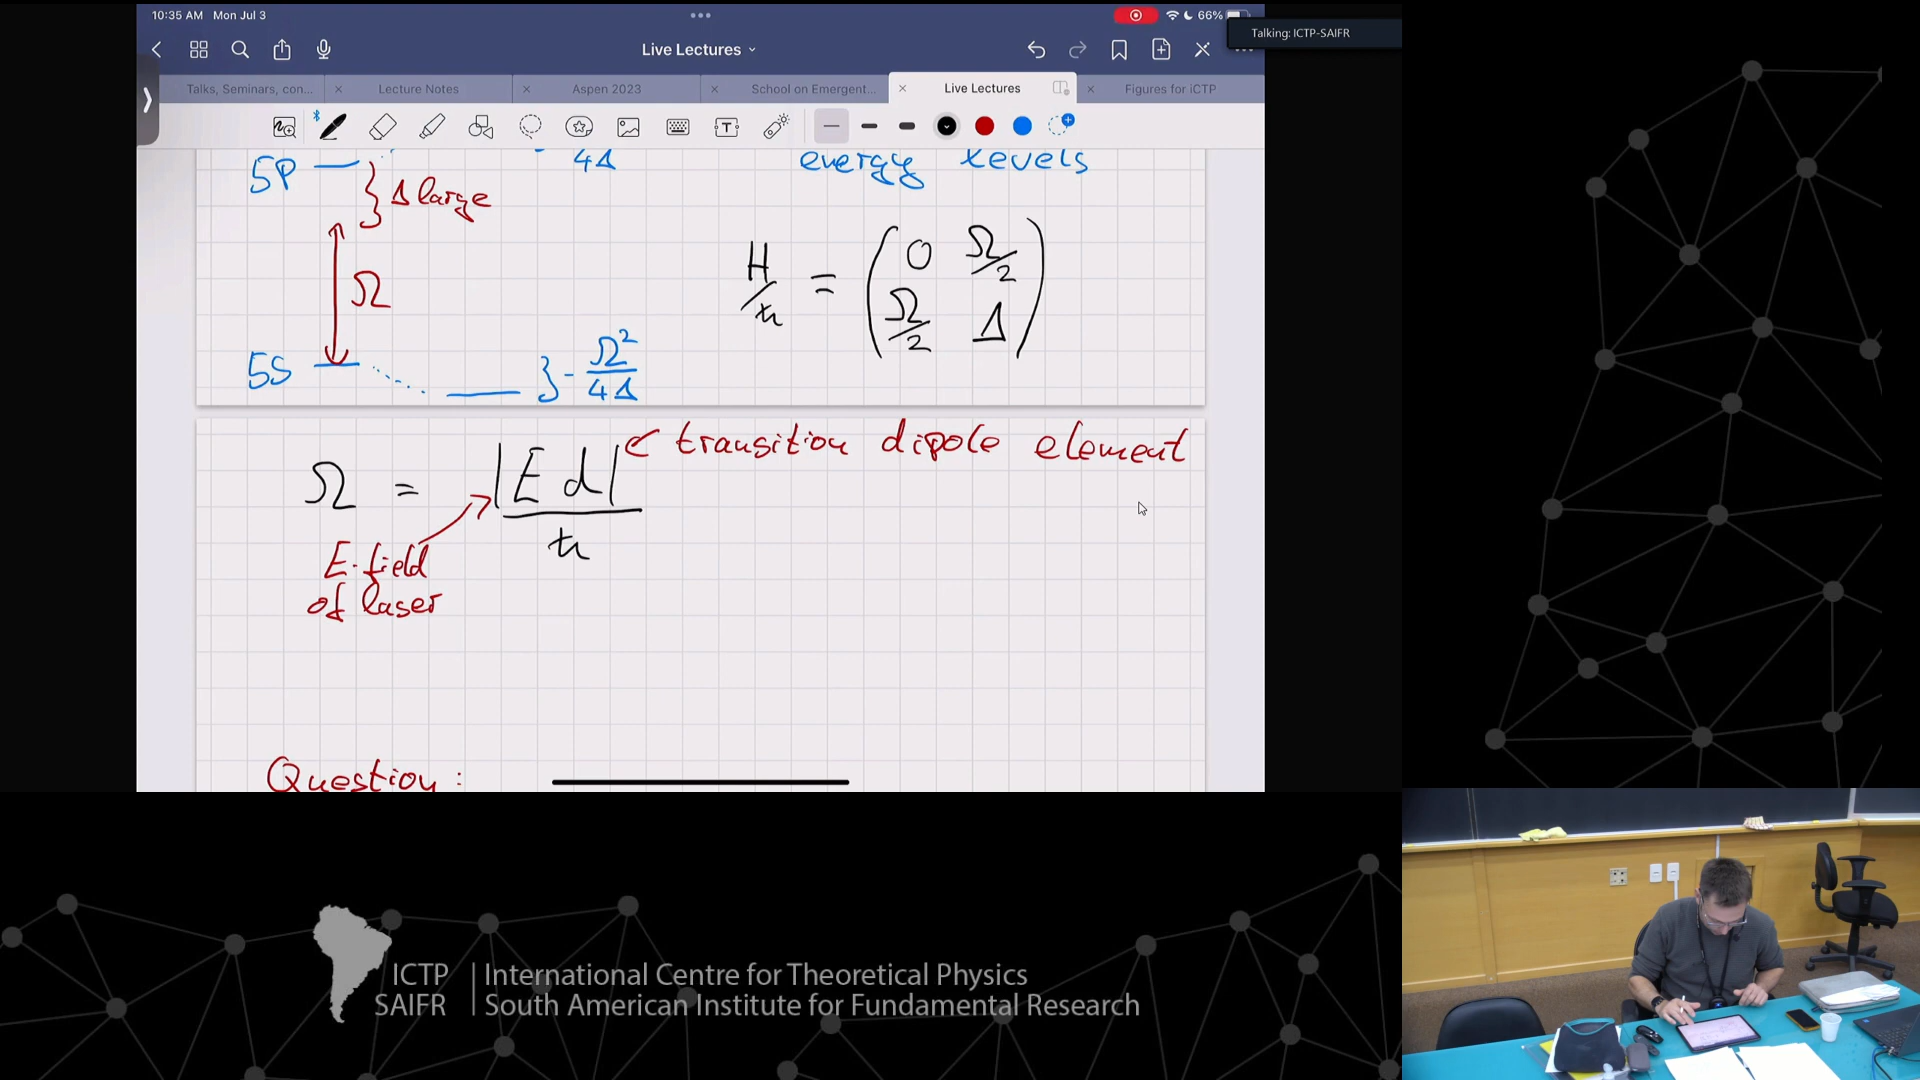 10:35 AM Mon Jul 3
66%
Talking: ICTP-SAIFR
Live Lectures
Talks, Seminars, con...
Lecture Notes
Aspen 2023
School on Emergent...
Live Lectures
Figures for iCTP
5P
4Δ
energy levels
Δ large
Ω
H/ħ = ( 0 Ω/2
Ω/2 Δ )
5S
} - Ω²/4Δ
Ω = |E d|/ħ
transition dipole element
E-field
of laser
Question:
ICTP | International Centre for Theoretical Physics
SAIFR | South American Institute for Fundamental Research